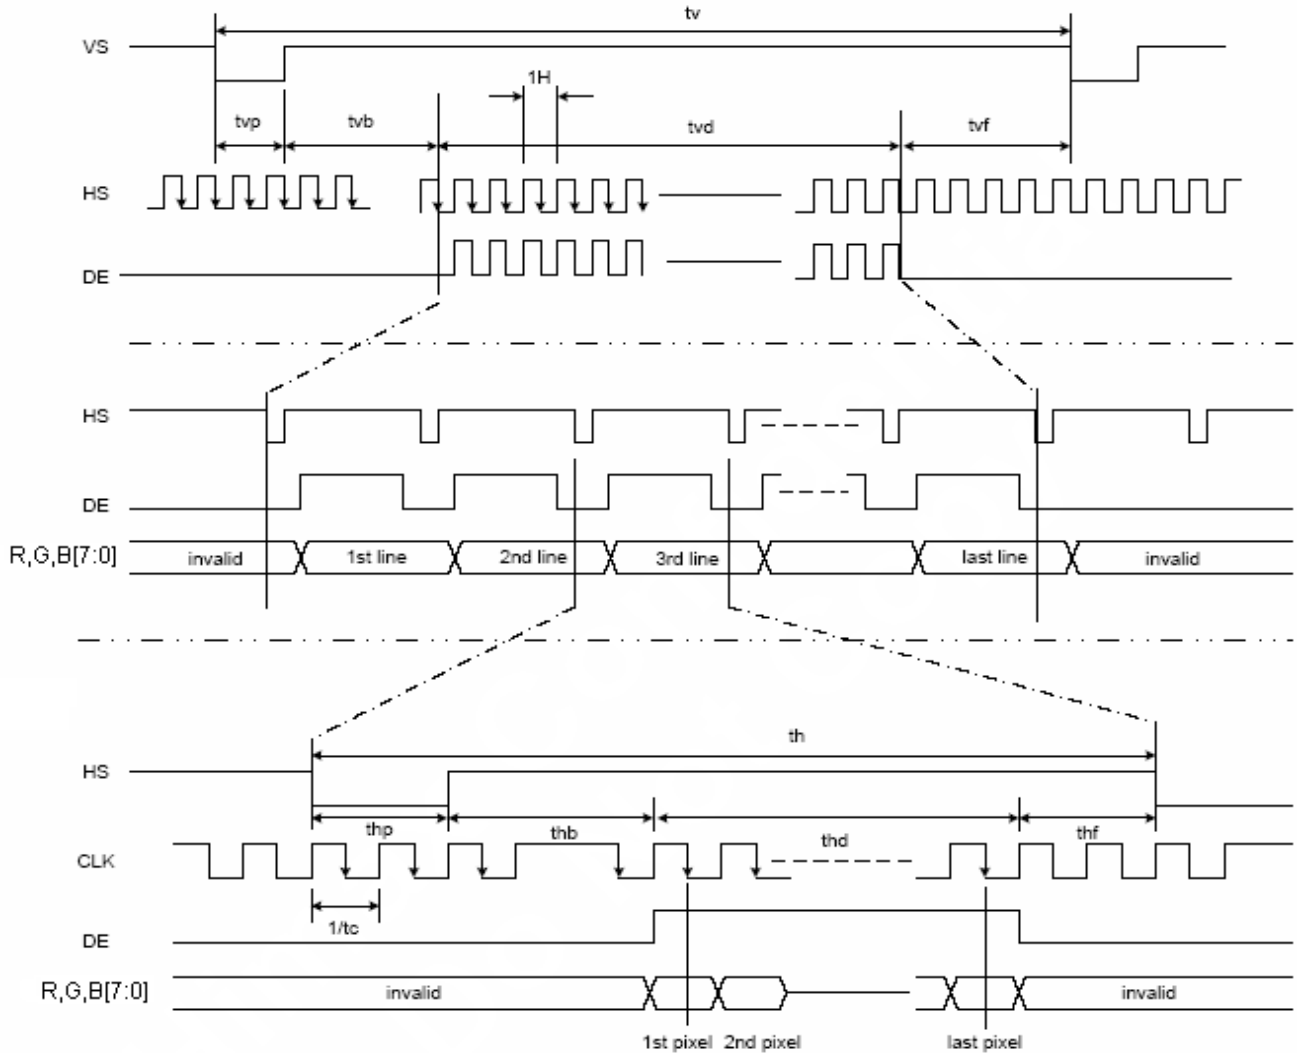 tv
VS
1H
tvp
tvb
tvd
tvf
HS
DE
HS
DE
R,G,B[7:0]
invalid
1st line
2nd line
3rd line
last line
invalid
th
HS
thp
thb
thd
thf
CLK
1/tc
DE
R,G,B[7:0]
invalid
invalid
1st pixel
2nd pixel
last pixel